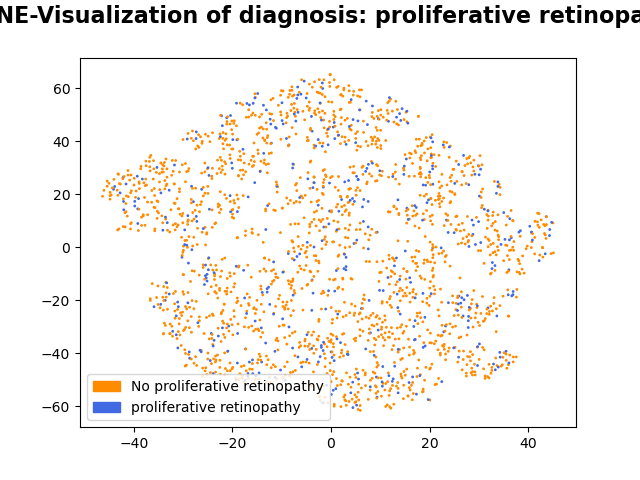 NE-Visualization of diagnosis: proliferative retinopa
60
40
20
0
−20
−40
−60
No proliferative retinopathy
proliferative retinopathy
−40 −20 0 20 40